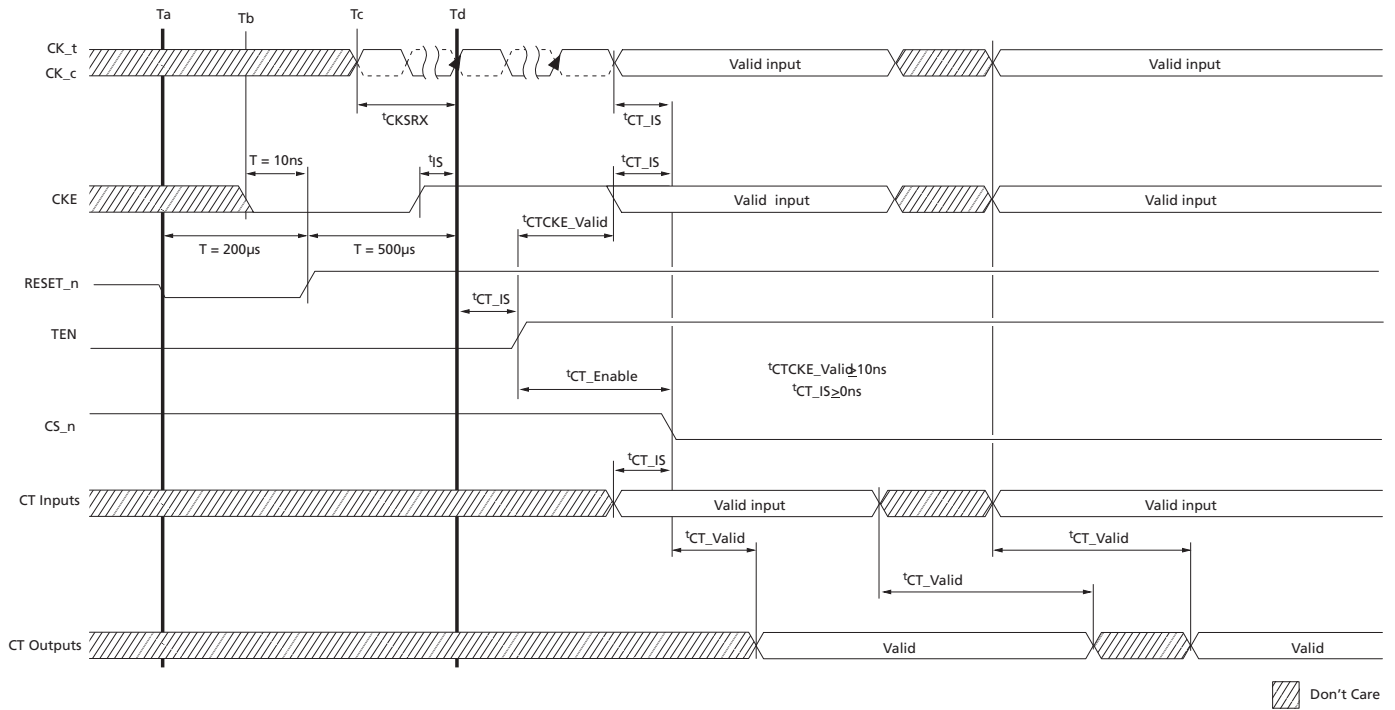 Ta
Tb
Tc
Td
CK_t
CK_c
Valid input
Valid input
tCKSRX
tCT_IS
T = 10ns
tIS
tCT_IS
CKE
Valid input
Valid input
tCTCKE_Valid
T = 200µs
T = 500µs
RESET_n
tCT_IS
TEN
tCT_Enable
tCTCKE_Valid≥10ns
tCT_IS≥0ns
CS_n
tCT_IS
CT Inputs
Valid input
Valid input
tCT_Valid
tCT_Valid
tCT_Valid
CT Outputs
Valid
Valid
Don't Care